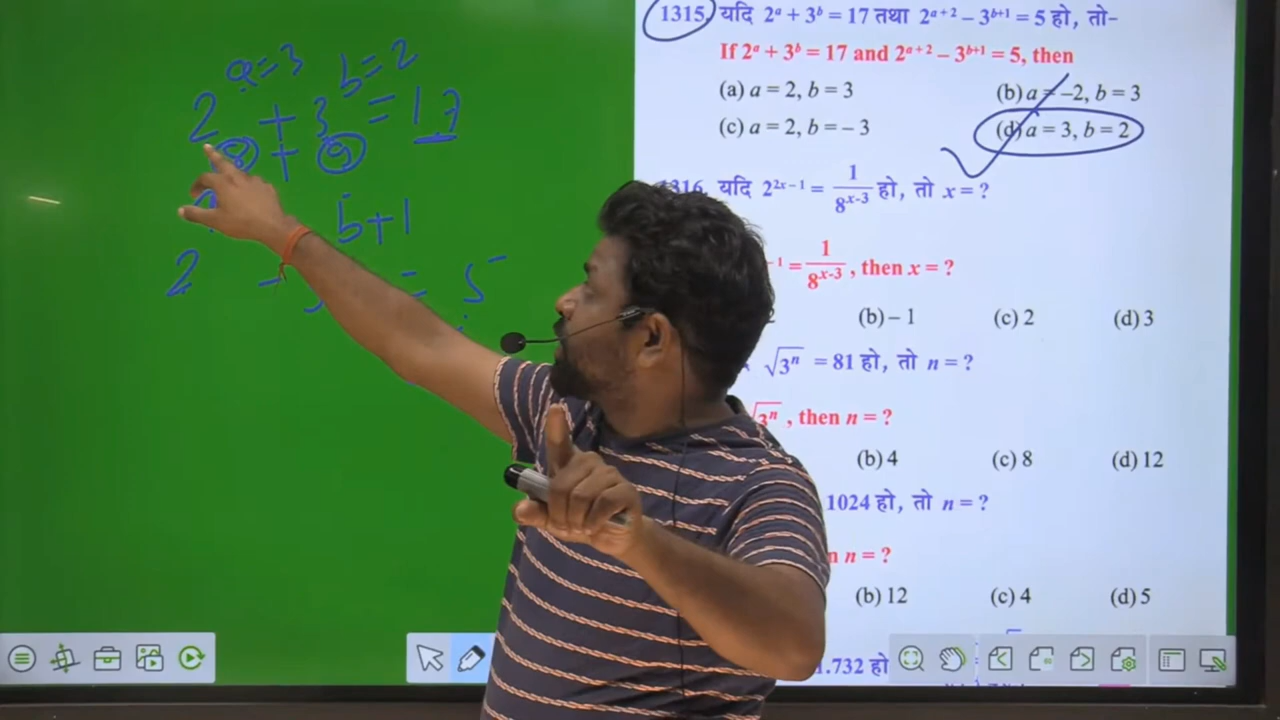 a=3 b=2
2 + 3 = 17
8 + 9
b+1
2 - = 5
1315. यदि 2ᵃ + 3ᵇ = 17 तथा 2ᵃ⁺² – 3ᵇ⁺¹ = 5 हो, तो-
If 2ᵃ + 3ᵇ = 17 and 2ᵃ⁺² – 3ᵇ⁺¹ = 5, then
(a) a = 2, b = 3 (b) a = –2, b = 3
(c) a = 2, b = – 3 (d) a = 3, b = 2
1316. यदि 2²ˣ⁻¹ = 1/8ˣ⁻³ हो, तो x = ?
= 1/8ˣ⁻³, then x = ?
(b) – 1 (c) 2 (d) 3
√3ⁿ = 81 हो, तो n = ?
√3ⁿ, then n = ?
(b) 4 (c) 8 (d) 12
1024 हो, तो n = ?
n = ?
(b) 12 (c) 4 (d) 5
1.732 हो